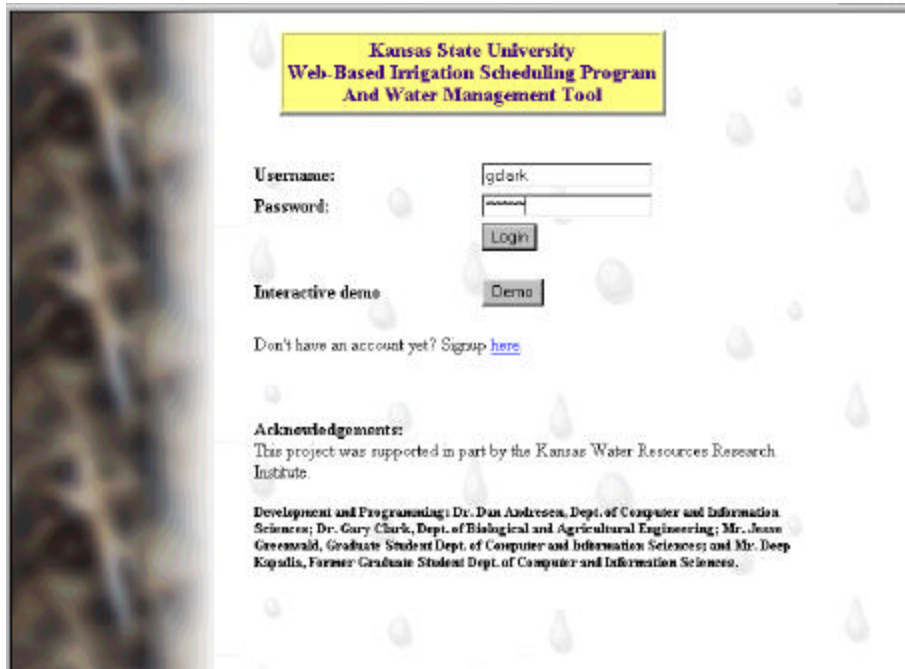 Kansas State University
Web-Based Irrigation Scheduling Program
And Water Management Tool
Username:
gclark
Password:
Login
Interactive demo
Demo
Don't have an account yet? Signup here.
Acknowledgements:
This project was supported in part by the Kansas Water Resources Research
Institute.
Development and Programming: Dr. Dan Andresen, Dept. of Computer and Information
Sciences; Dr. Gary Clark, Dept. of Biological and Agricultural Engineering; Mr. Jesse
Greenwald, Graduate Student Dept. of Computer and Information Sciences; and Mr. Deep
Kapadia, Former Graduate Student Dept. of Computer and Information Sciences.